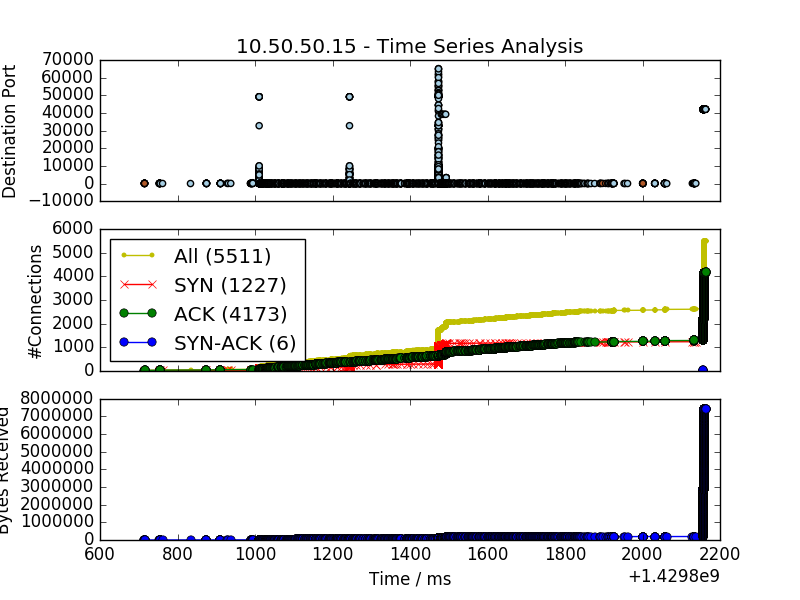 10.50.50.15 - Time Series Analysis
Destination Port
70000
60000
50000
40000
30000
20000
10000
0
−10000
#Connections
6000
5000
4000
3000
2000
1000
0
All (5511)
SYN (1227)
ACK (4173)
SYN-ACK (6)
Bytes Received
8000000
7000000
6000000
5000000
4000000
3000000
2000000
1000000
0
600 800 1000 1200 1400 1600 1800 2000 2200
Time / ms
+1.4298e9